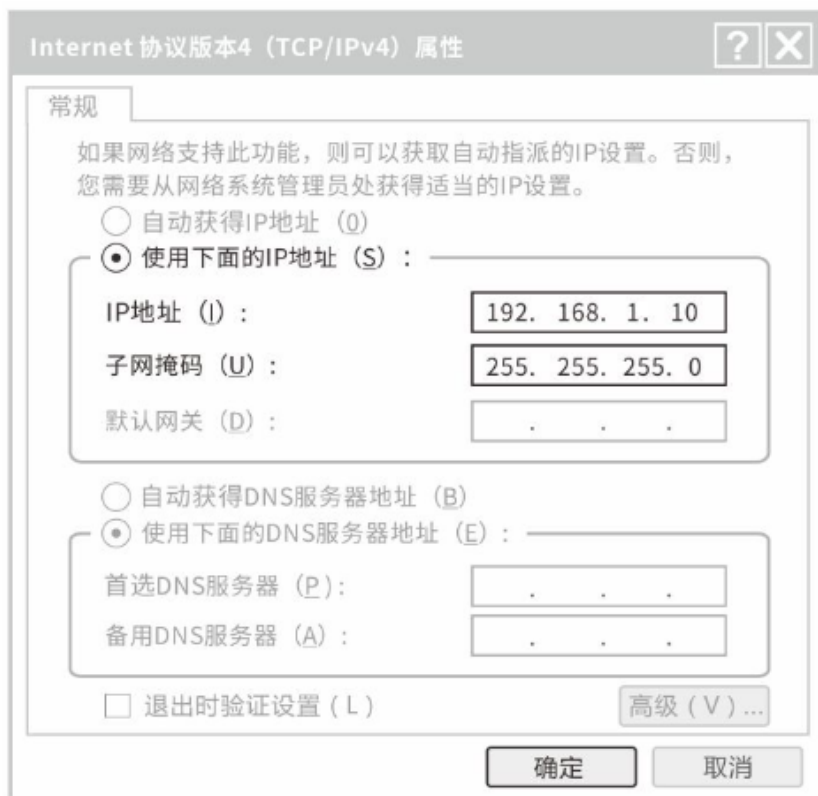 Internet 协议版本4（TCP/IPv4）属性
常规
如果网络支持此功能，则可以获取自动指派的IP设置。否则，
您需要从网络系统管理员处获得适当的IP设置。
自动获得IP地址（0）
使用下面的IP地址（S）：
IP地址（I）： 192. 168. 1. 10
子网掩码（U）： 255. 255. 255. 0
默认网关（D）： . . .
自动获得DNS服务器地址（B）
使用下面的DNS服务器地址（E）：
首选DNS服务器（P）： . . .
备用DNS服务器（A）： . . .
退出时验证设置（L） 高级（V）...
确定 取消